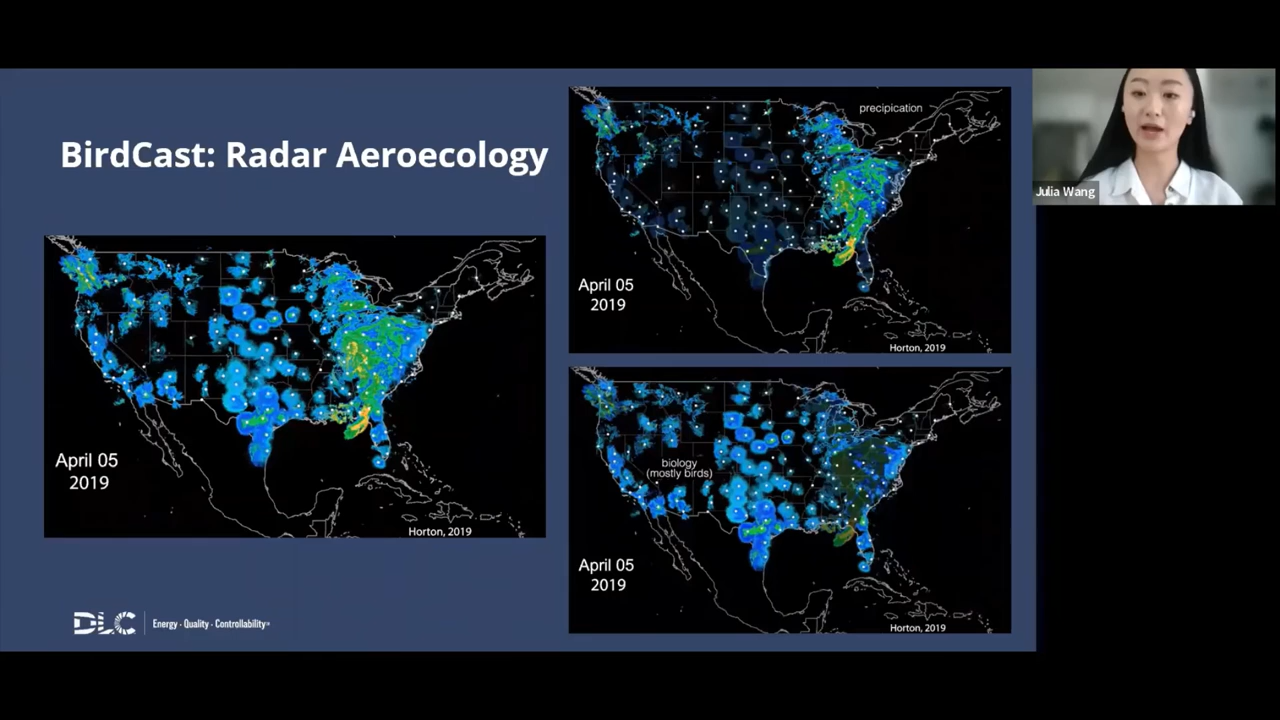 BirdCast: Radar Aeroecology
April 05
2019
Horton, 2019
precipication
April 05
2019
Horton, 2019
biology
(mostly birds)
April 05
2019
Horton, 2019
DLC
Energy · Quality · Controllability®
Julia Wang